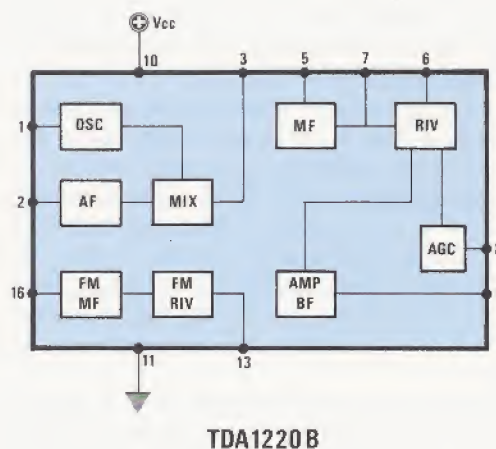 Vcc
10 3 5 7 6
1 OSC MF RIV
2 AF MIX
AGC
16 FM MF FM RIV AMP BF
11 13
TDA1220B